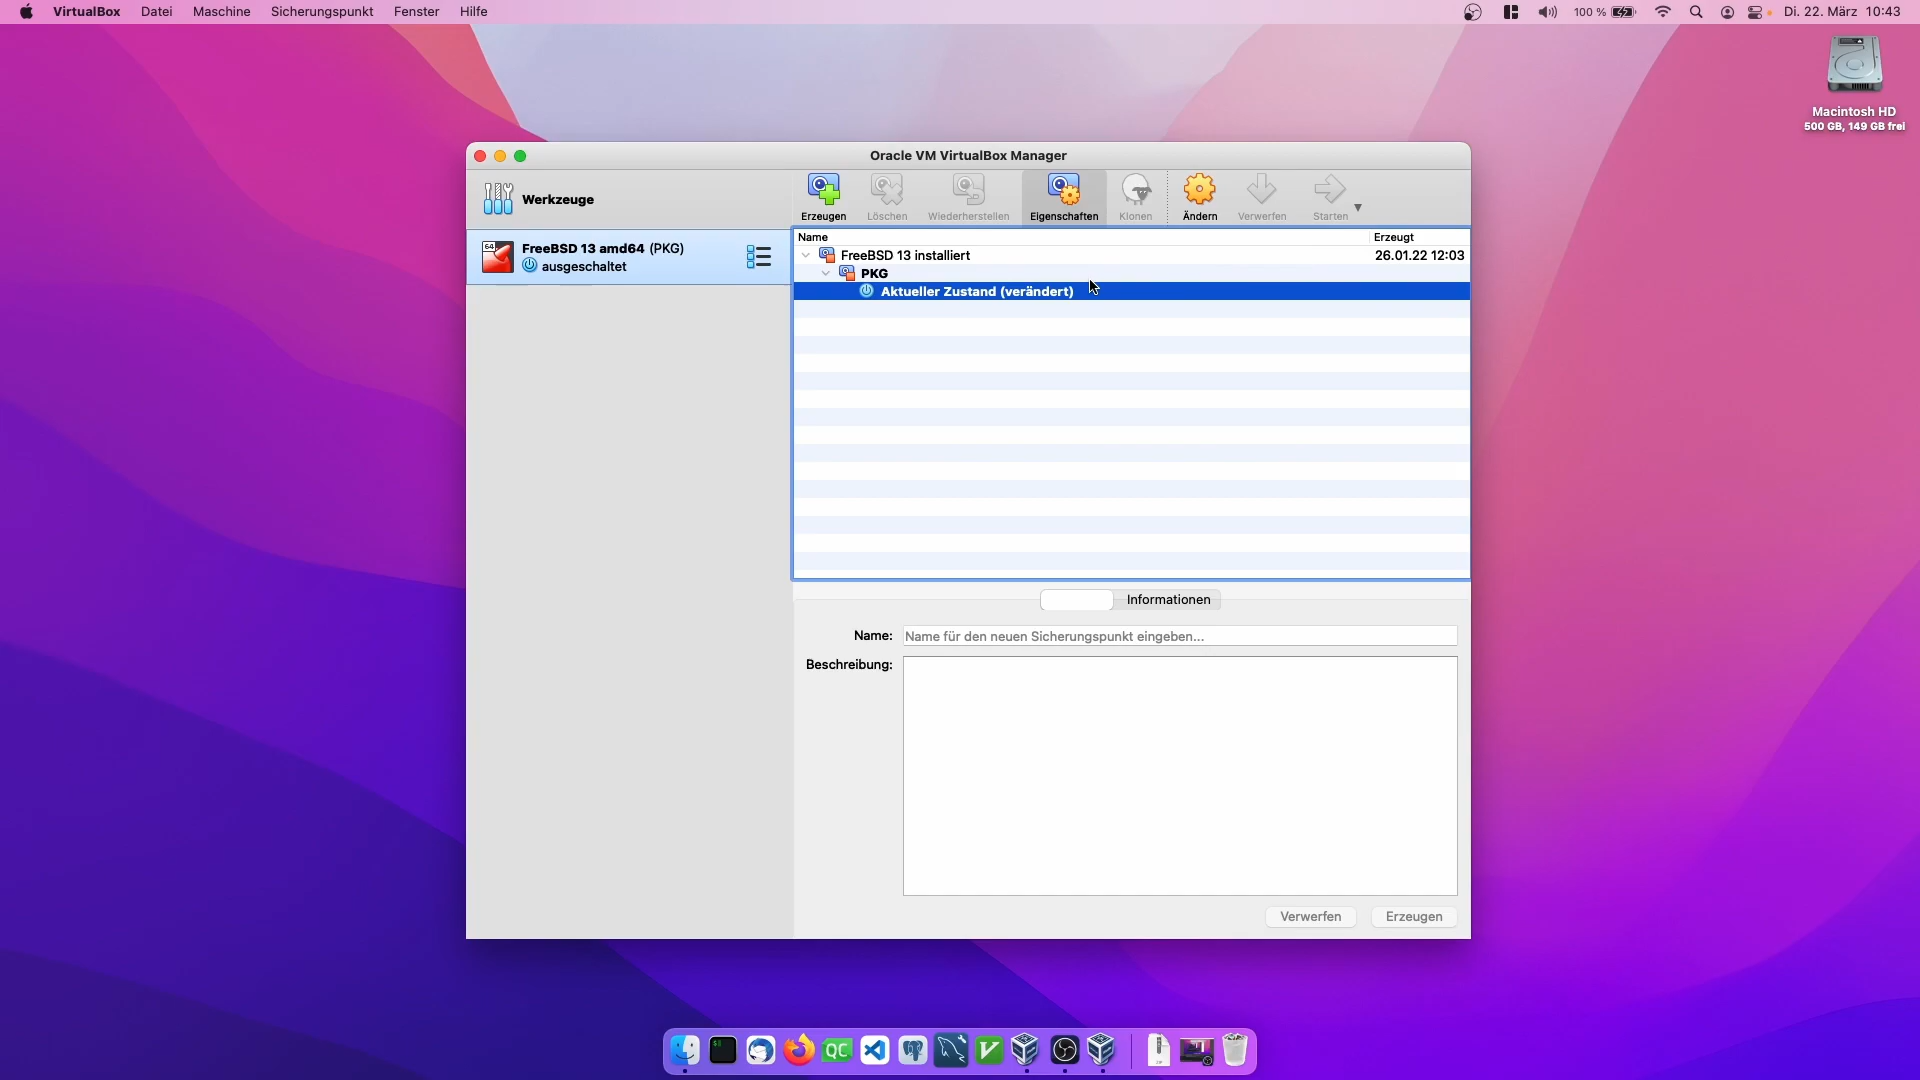 VirtualBox Datei Maschine Sicherungspunkt Fenster Hilfe 100 % Di. 22. März 10:43
Macintosh HD
500 GB, 149 GB frei
Oracle VM VirtualBox Manager
Werkzeuge
Erzeugen Löschen Wiederherstellen Eigenschaften Klonen Ändern Verwerfen Starten
64 FreeBSD 13 amd64 (PKG)
ausgeschaltet
Name Erzeugt
FreeBSD 13 installiert 26.01.22 12:03
PKG
Aktueller Zustand (verändert)
Informationen
Name: Name für den neuen Sicherungspunkt eingeben...
Beschreibung:
Verwerfen Erzeugen
QC